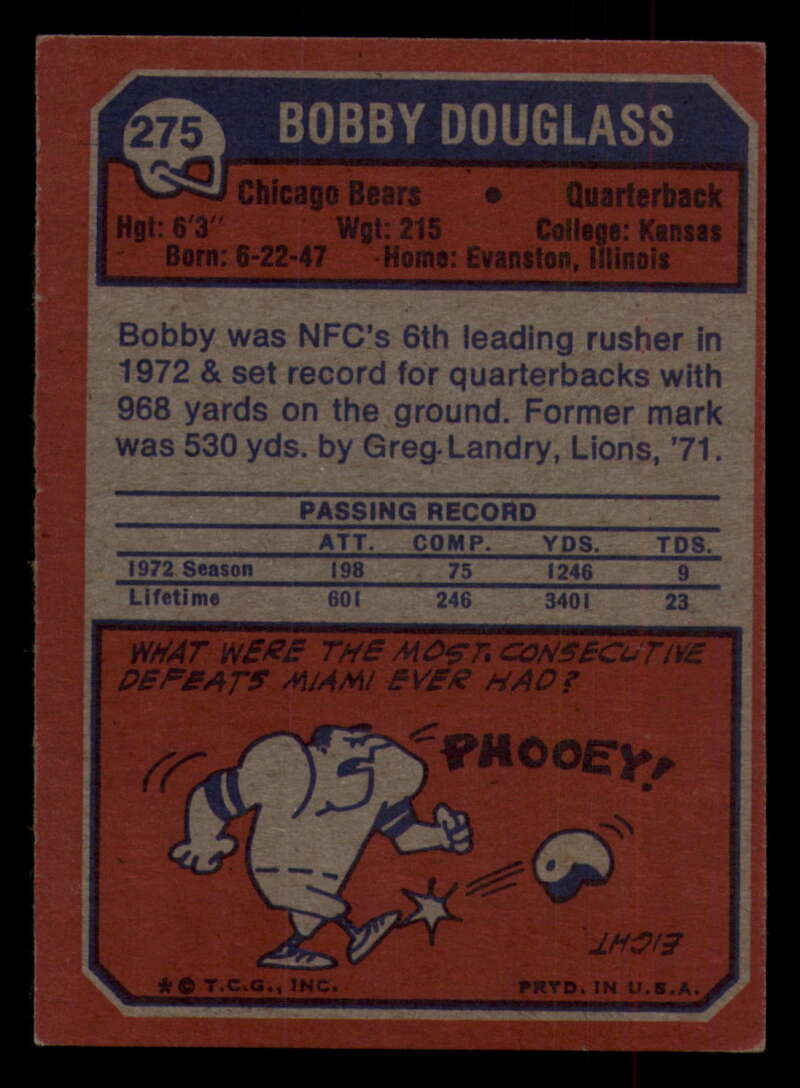 275
BOBBY DOUGLASS
Chicago Bears • Quarterback
Hgt: 6'3" Wgt: 215 College: Kansas
Born: 6-22-47 Home: Evanston, Illinois
Bobby was NFC's 6th leading rusher in
1972 & set record for quarterbacks with
968 yards on the ground. Former mark
was 530 yds. by Greg Landry, Lions, '71.
PASSING RECORD
ATT. COMP. YDS. TDS.
1972 Season 198 75 1246 9
Lifetime 601 246 3401 23
WHAT WERE THE MOST CONSECUTIVE
DEFEATS MIAMI EVER HAD?
PHOOEY!
EIGHT
* © T.C.G., INC. PRTD. IN U.S.A.